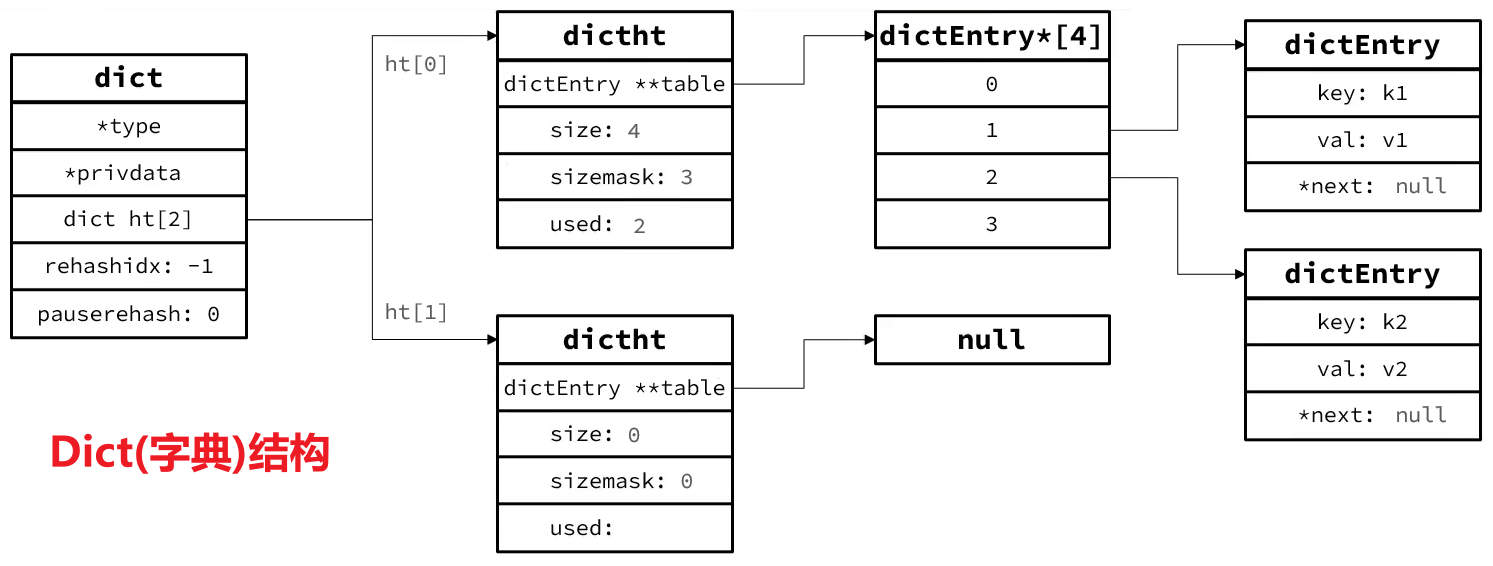 dict
*type
*privdata
dict ht[2]
rehashidx: -1
pauserehash: 0
ht[0]
dictht
dictEntry **table
size: 4
sizemask: 3
used: 2
dictEntry*[4]
0
1
2
3
dictEntry
key: k1
val: v1
*next: null
dictEntry
key: k2
val: v2
*next: null
ht[1]
dictht
dictEntry **table
size: 0
sizemask: 0
used:
null
Dict(字典)结构